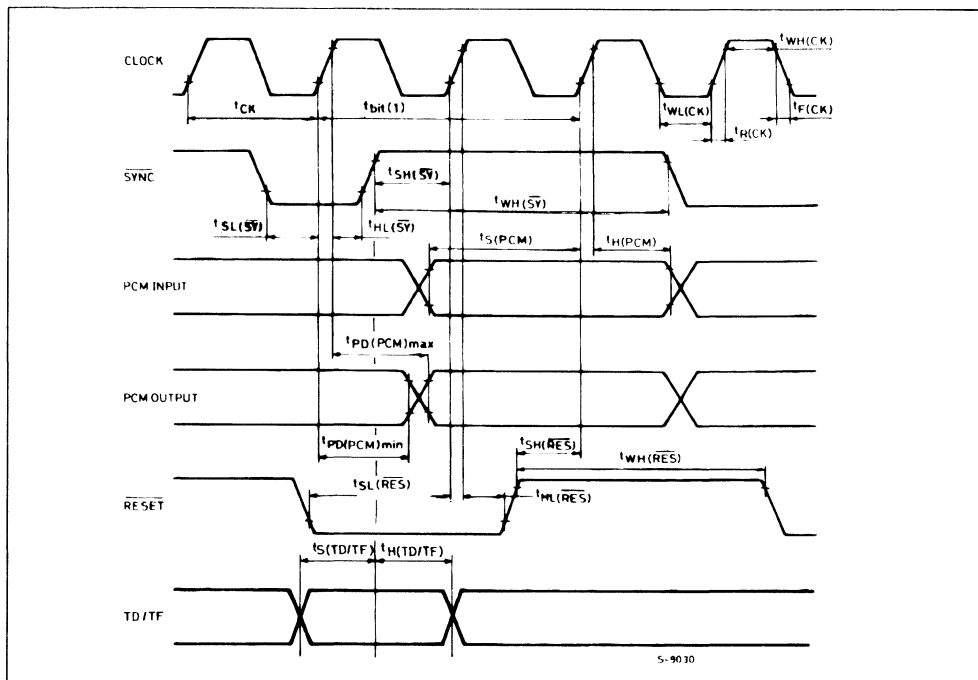 CLOCK
tWH(CK)
tCK
tbit(1)
tWL(CK)
tF(CK)
tR(CK)
SYNC
tSH(SY)
tWH(SY)
tSL(SY)
tHL(SY)
tS(PCM)
tH(PCM)
PCM INPUT
tPD(PCM)max
PCM OUTPUT
tPD(PCM)min
tSH(RES)
tWH(RES)
tSL(RES)
tHL(RES)
RESET
tS(TD/TF)
tH(TD/TF)
TD/TF
S-9030